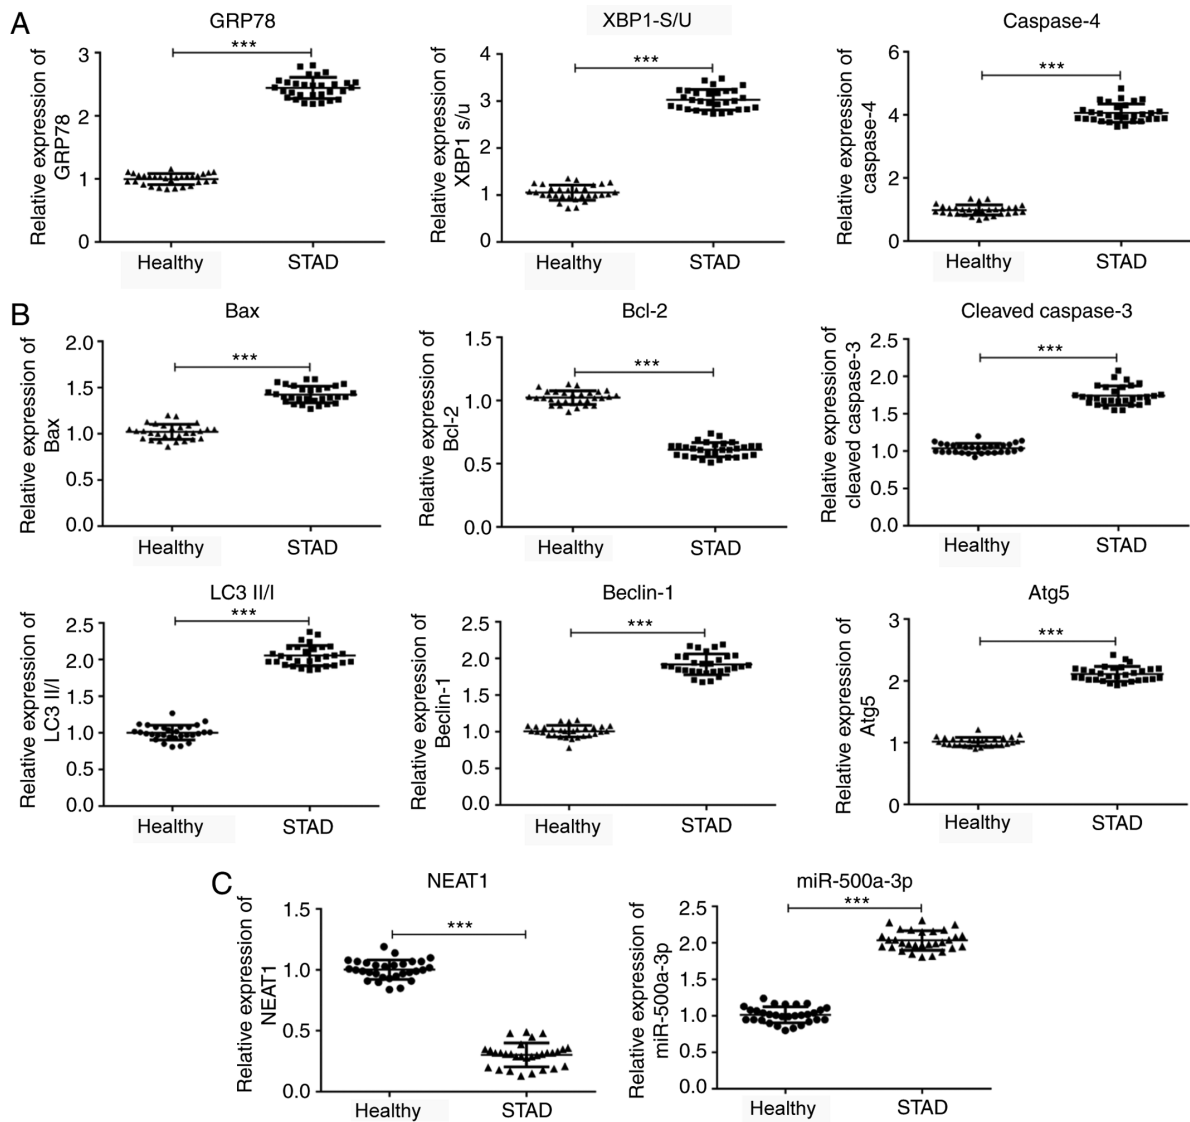 A
GRP78
XBP1-S/U
Caspase-4
Relative expression of
GRP78
3
2
1
0
***
Healthy
STAD
Relative expression of
XBP1 s/u
4
3
2
1
0
***
Healthy
STAD
Relative expression of
caspase-4
6
4
2
0
***
Healthy
STAD
B
Bax
Bcl-2
Cleaved caspase-3
Relative expression of
Bax
2.0
1.5
1.0
0.5
0.0
***
Healthy
STAD
Relative expression of
Bcl-2
1.5
1.0
0.5
0.0
***
Healthy
STAD
Relative expression of
cleaved caspase-3
2.5
2.0
1.5
1.0
0.5
0.0
***
Healthy
STAD
LC3 II/I
Beclin-1
Atg5
Relative expression of
LC3 II/I
2.5
2.0
1.5
1.0
0.5
0.0
***
Healthy
STAD
Relative expression of
Beclin-1
2.5
2.0
1.5
1.0
0.5
0.0
***
Healthy
STAD
Relative expression of
Atg5
3
2
1
0
***
Healthy
STAD
C
NEAT1
miR-500a-3p
Relative expression of
NEAT1
1.5
1.0
0.5
0.0
***
Healthy
STAD
Relative expression of
miR-500a-3p
2.5
2.0
1.5
1.0
0.5
0.0
***
Healthy
STAD